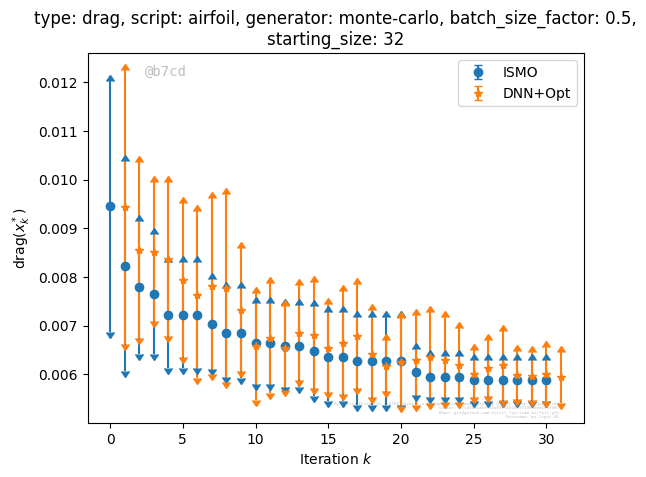 type: drag, script: airfoil, generator: monte-carlo, batch_size_factor: 0.5,
starting_size: 32
@b7cd
ISMO
DNN+Opt
0.012
0.011
0.010
0.009
0.008
0.007
0.006
drag(x_k^*)
0 5 10 15 20 25 30
Iteration k